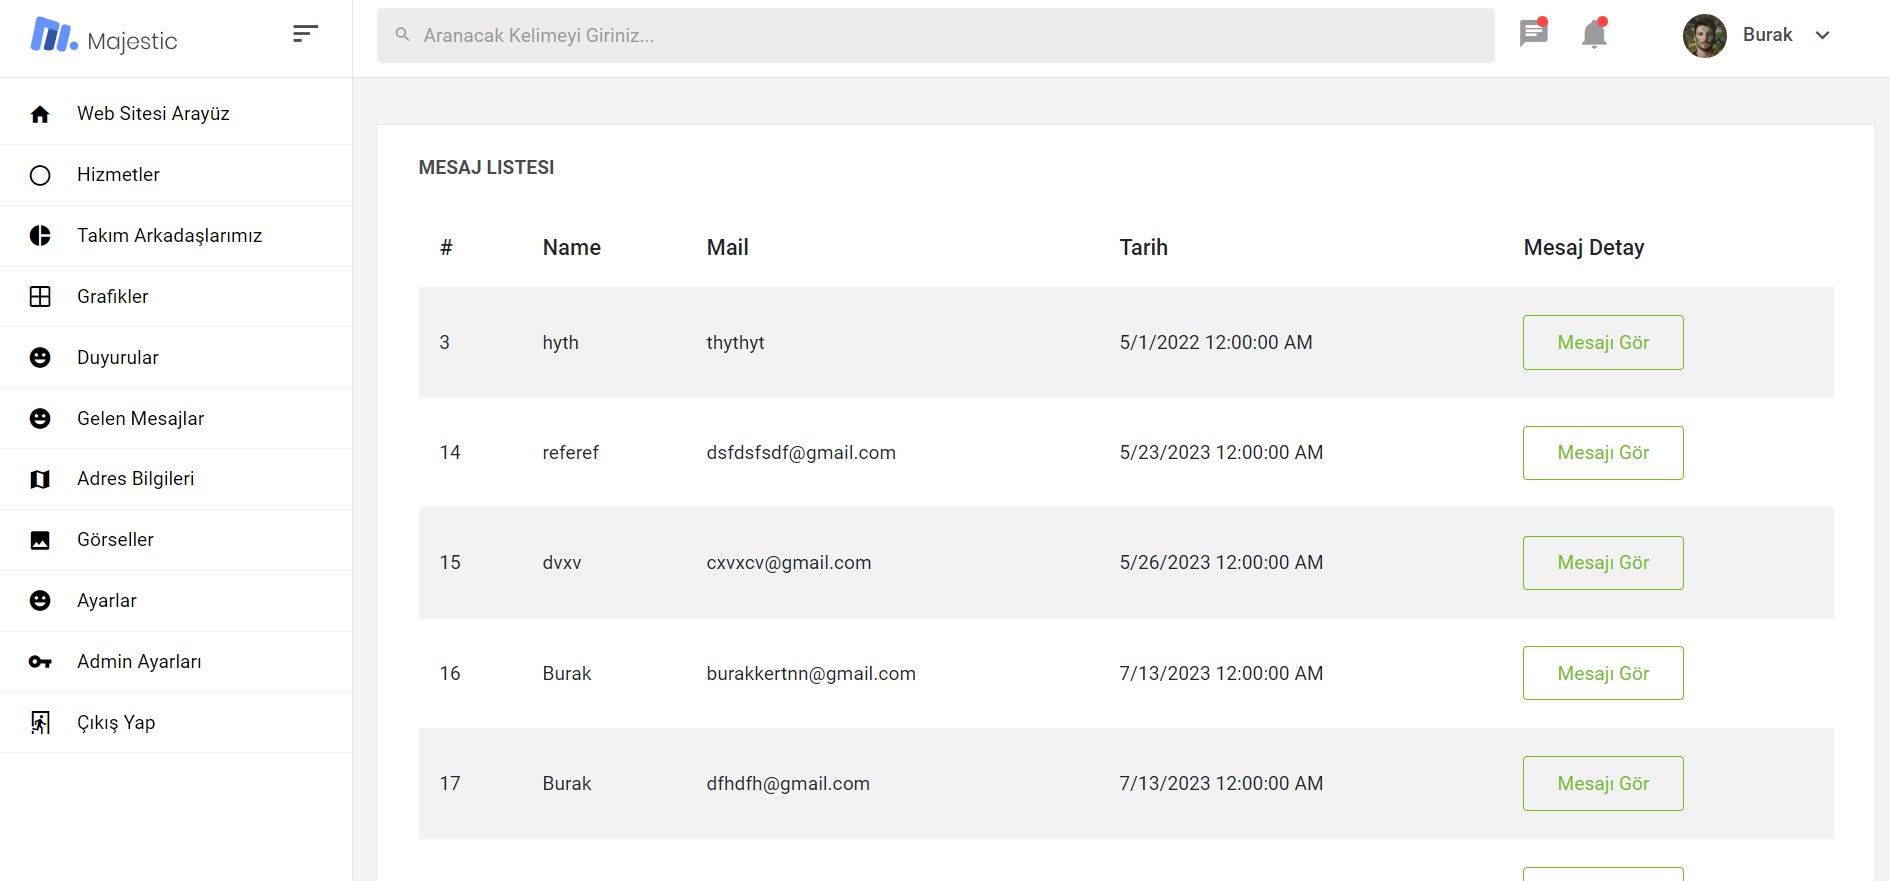 Majestic
Aranacak Kelimeyi Giriniz...
Burak
Web Sitesi Arayüz
Hizmetler
Takım Arkadaşlarımız
Grafikler
Duyurular
Gelen Mesajlar
Adres Bilgileri
Görseller
Ayarlar
Admin Ayarları
Çıkış Yap
MESAJ LISTESI
# Name Mail Tarih Mesaj Detay
3 hyth thythyt 5/1/2022 12:00:00 AM Mesajı Gör
14 referef dsfdsfsdf@gmail.com 5/23/2023 12:00:00 AM Mesajı Gör
15 dvxv cxvxcv@gmail.com 5/26/2023 12:00:00 AM Mesajı Gör
16 Burak burakkertnn@gmail.com 7/13/2023 12:00:00 AM Mesajı Gör
17 Burak dfhdfh@gmail.com 7/13/2023 12:00:00 AM Mesajı Gör